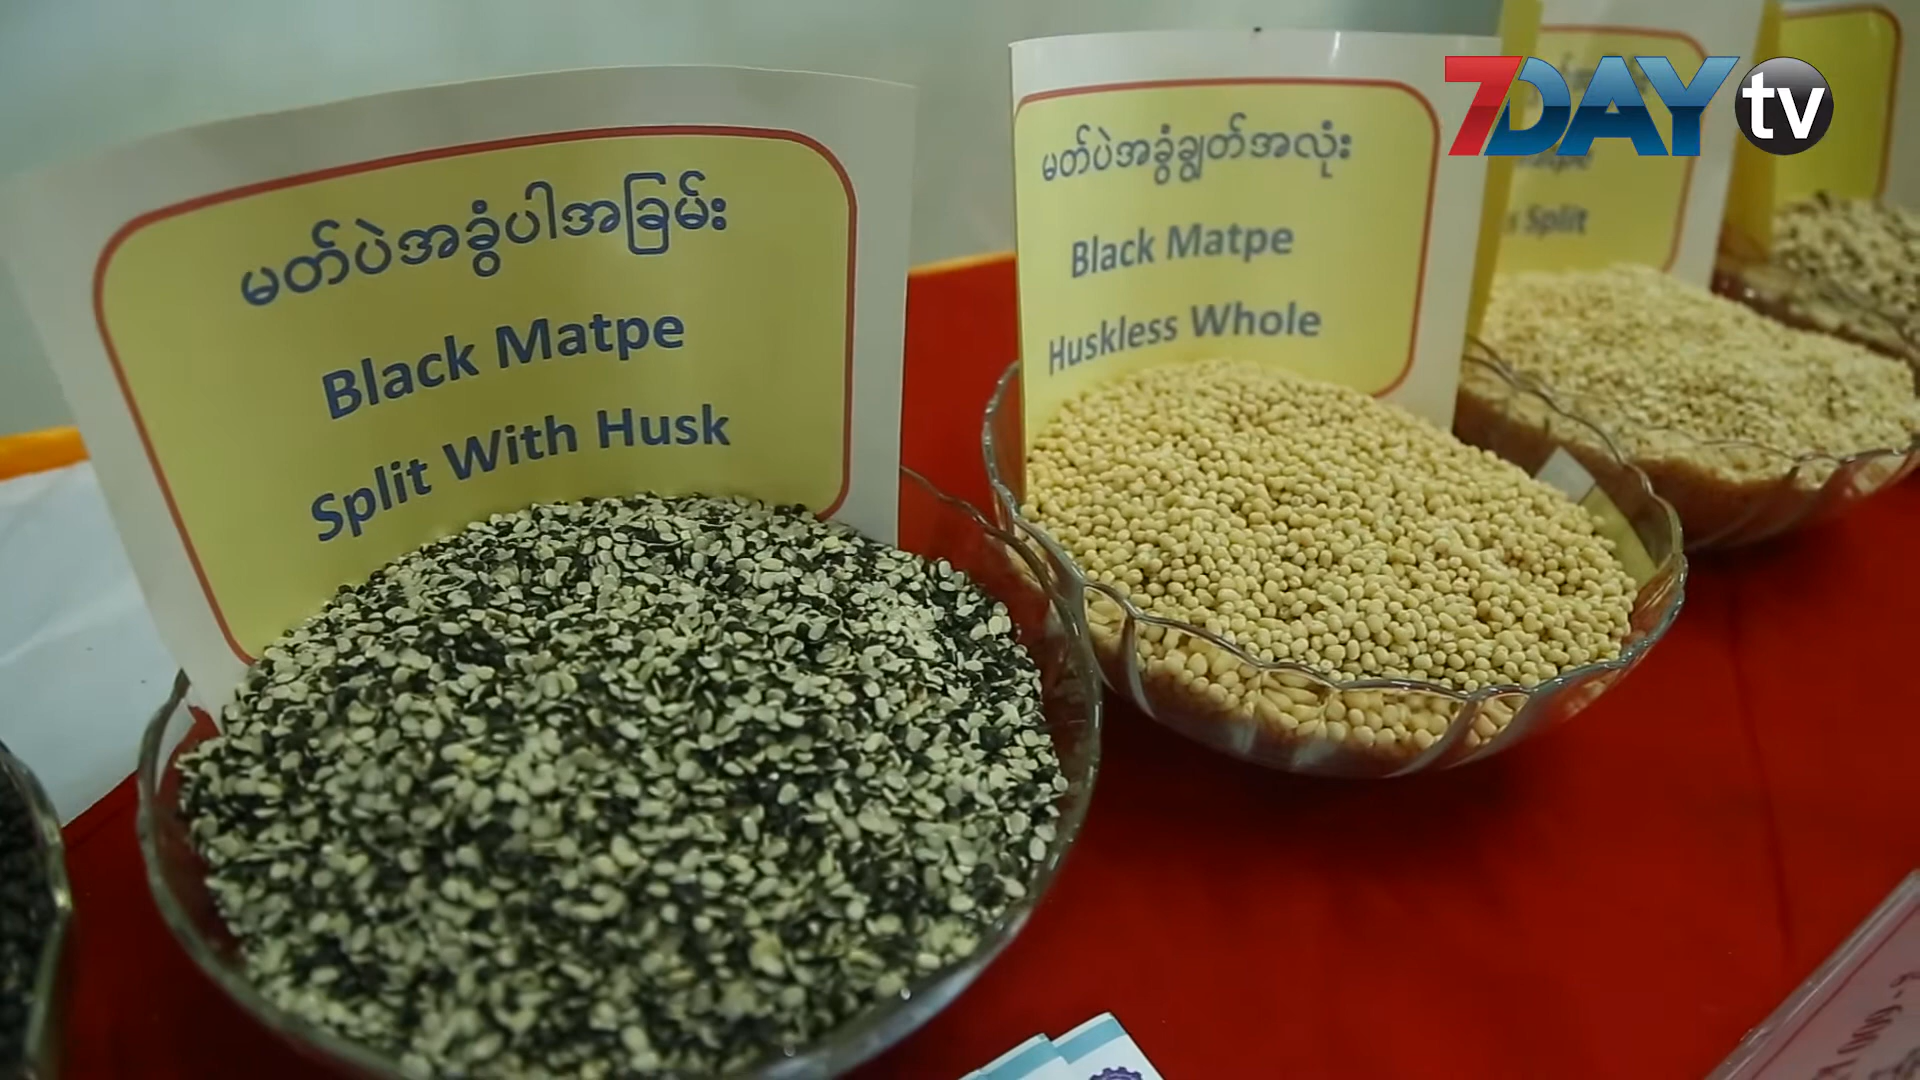 မတ်ပဲအခွံပါအခြမ်း
Black Matpe
Split With Husk
မတ်ပဲအခွံချွတ်အလုံး
Black Matpe
Huskless Whole
Split
7DAY tv